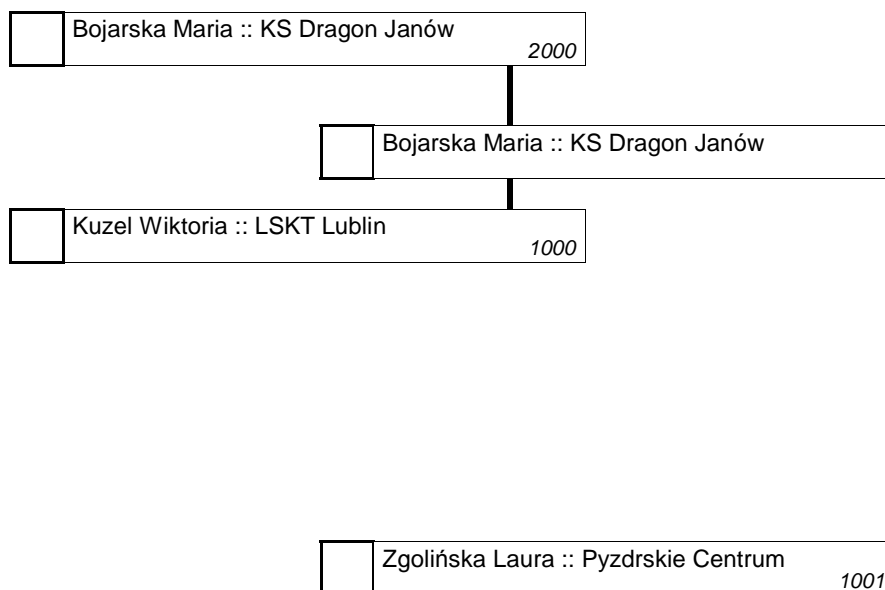 Bojarska Maria :: KS Dragon Janów
2000
Bojarska Maria :: KS Dragon Janów
Kuzel Wiktoria :: LSKT Lublin
1000
Zgolińska Laura :: Pyzdrskie Centrum
1001